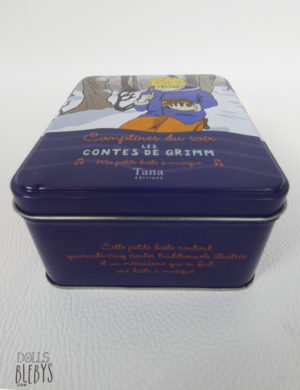 Comptines du soir
LES
CONTES DE GRIMM
Ma petite boîte à musique
Tana
éditions
Cette petite boîte contient
quarante-cinq contes traditionnels illustrés
et un mécanisme qui en fait
une boîte à musique.
DOLLS
BLEBYS
.COM